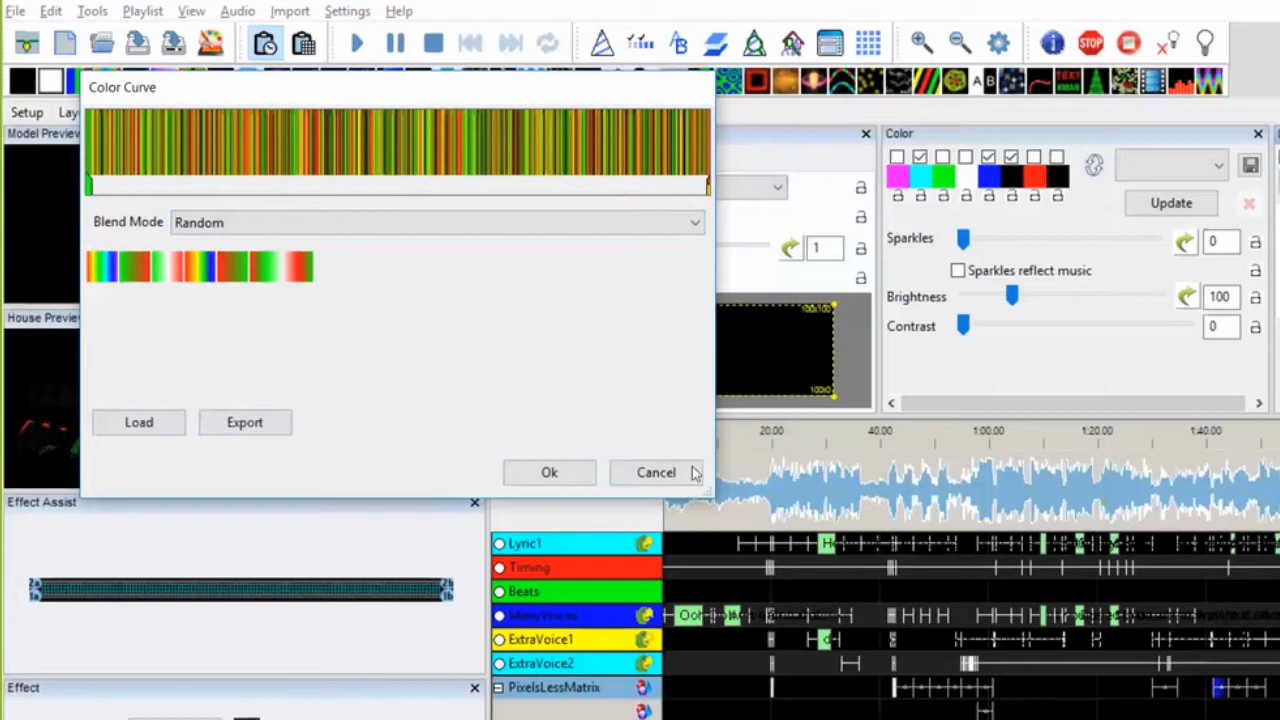 File Edit Tools Playlist View Audio Import Settings Help
Color Curve
Blend Mode Random
Load Export
Ok Cancel
Setup
Model Preview
House Preview
1
100x100
100x0
Color
Update
Sparkles 0
Sparkles reflect music
Brightness 100
Contrast 0
20.00 40.00 1:00.00 1:20.00 1:40.00
Effect Assist
Lyric1
Timing
Beats
ExtraVoice1
ExtraVoice2
PixelsLessMatrix
Effect